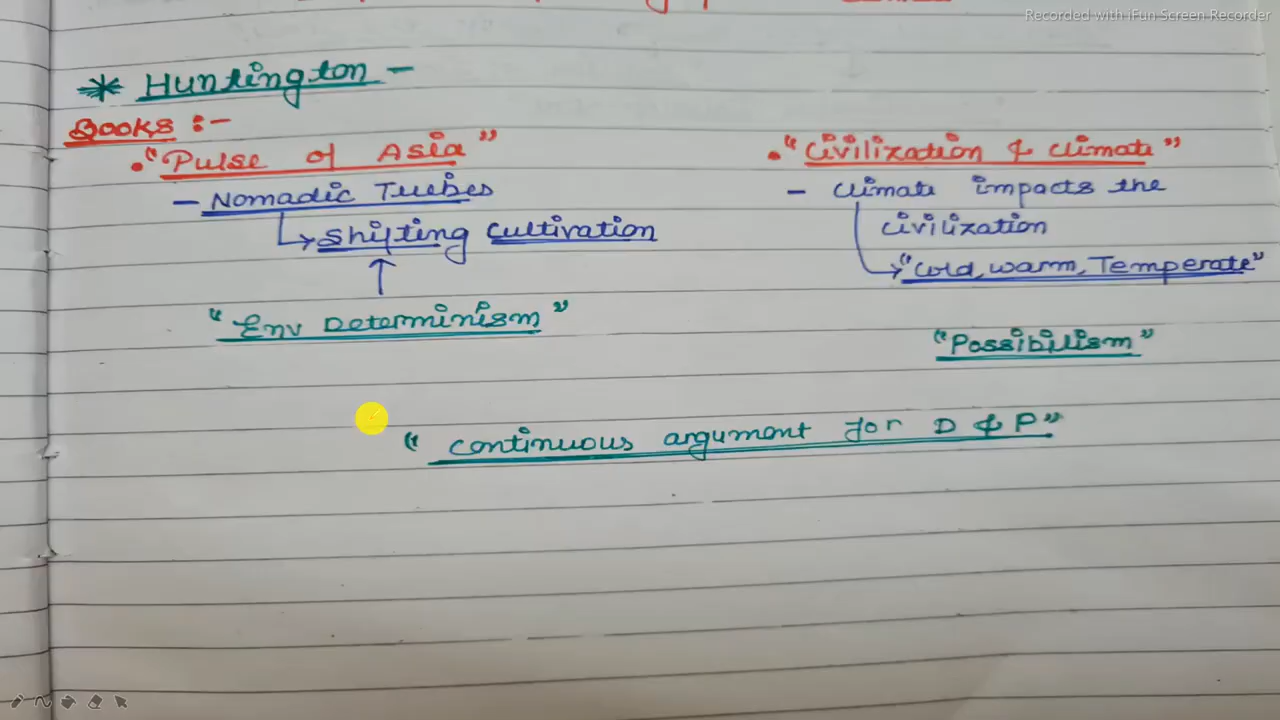 Recorded with iFun Screen Recorder
* Huntington -
Books :-
• "Pulse of Asia"
- Nomadic Tribes
→ Shifting cultivation
"Env Determinism"
• "Civilization & climate"
- climate impacts the
civilization
→ "Cold, warm, Temperate"
"Possibilism"
"continuous argument for D & P"